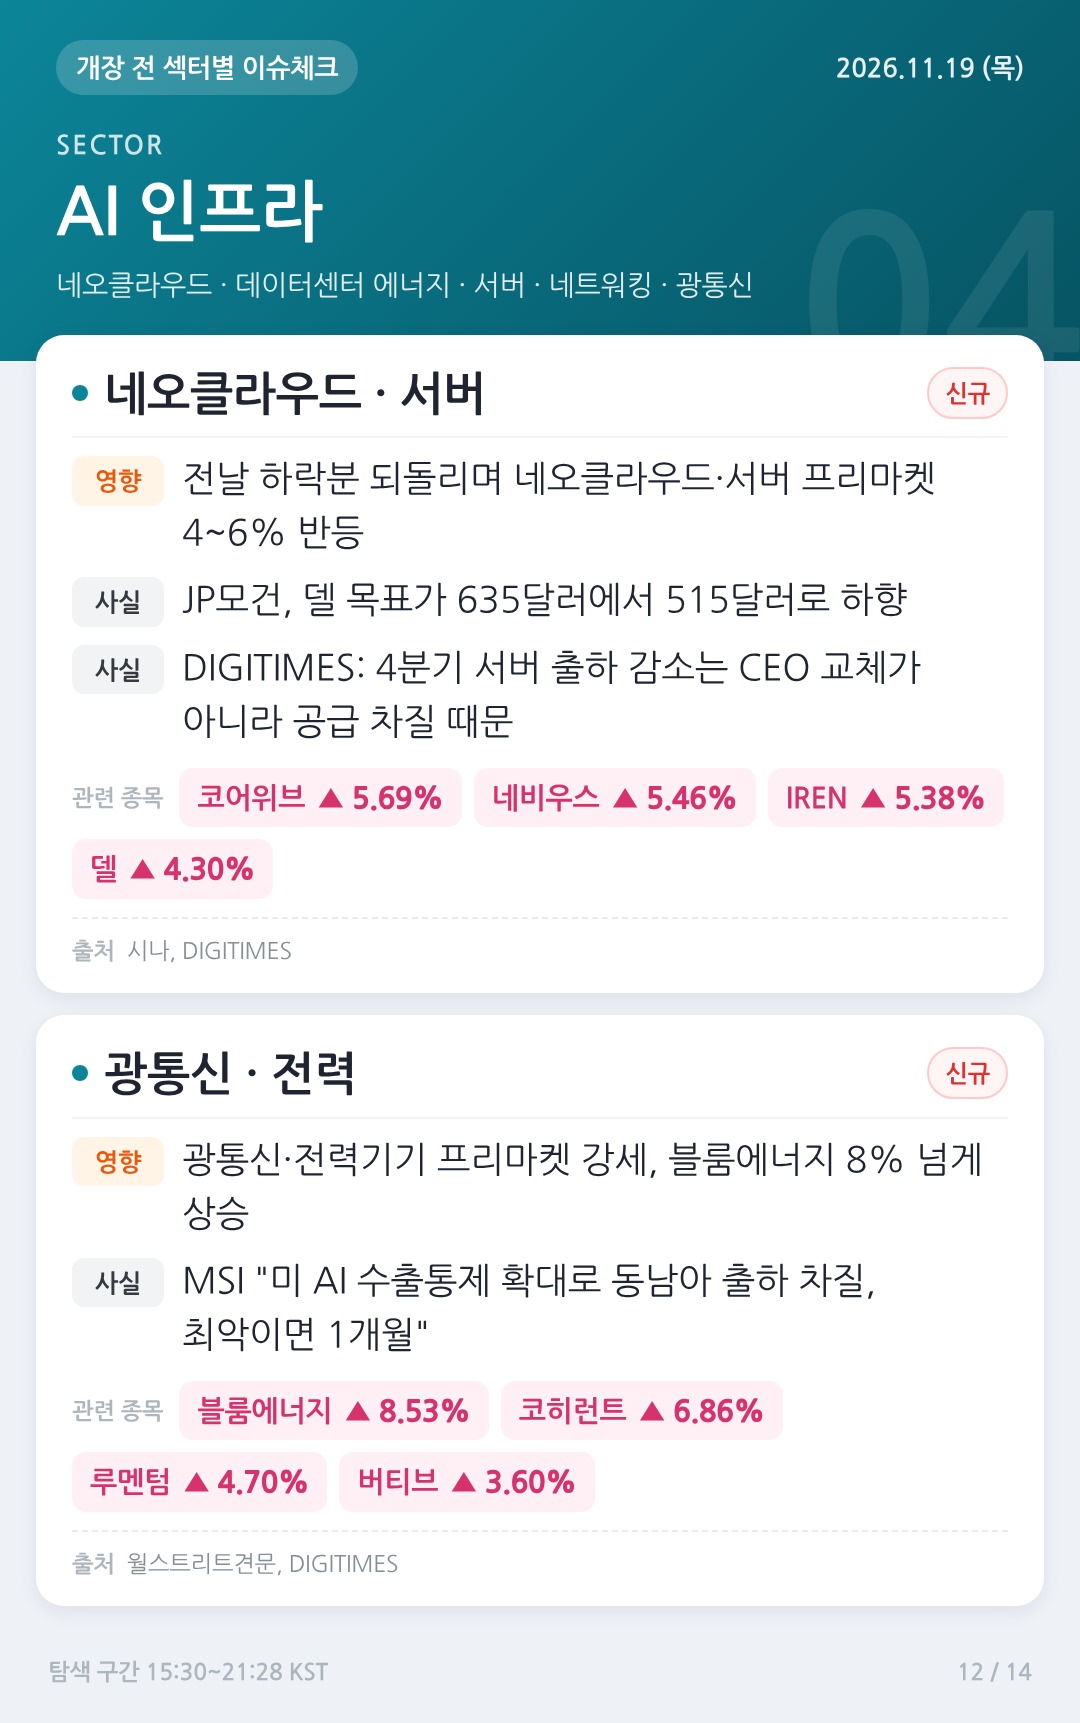 개장 전 섹터별 이슈체크
2026.11.19 (목)
SECTOR
AI 인프라
네오클라우드 · 데이터센터 에너지 · 서버 · 네트워킹 · 광통신
04
네오클라우드 · 서버
신규
영향 전날 하락분 되돌리며 네오클라우드·서버 프리마켓
4~6% 반등
사실 JP모건, 델 목표가 635달러에서 515달러로 하향
사실 DIGITIMES: 4분기 서버 출하 감소는 CEO 교체가
아니라 공급 차질 때문
관련 종목 코어위브 ▲ 5.69% 네비우스 ▲ 5.46% IREN ▲ 5.38%
델 ▲ 4.30%
출처 시나, DIGITIMES
광통신 · 전력
신규
영향 광통신·전력기기 프리마켓 강세, 블룸에너지 8% 넘게
상승
사실 MSI "미 AI 수출통제 확대로 동남아 출하 차질,
최악이면 1개월"
관련 종목 블룸에너지 ▲ 8.53% 코히런트 ▲ 6.86%
루멘텀 ▲ 4.70% 버티브 ▲ 3.60%
출처 월스트리트견문, DIGITIMES
탐색 구간 15:30~21:28 KST
12 / 14